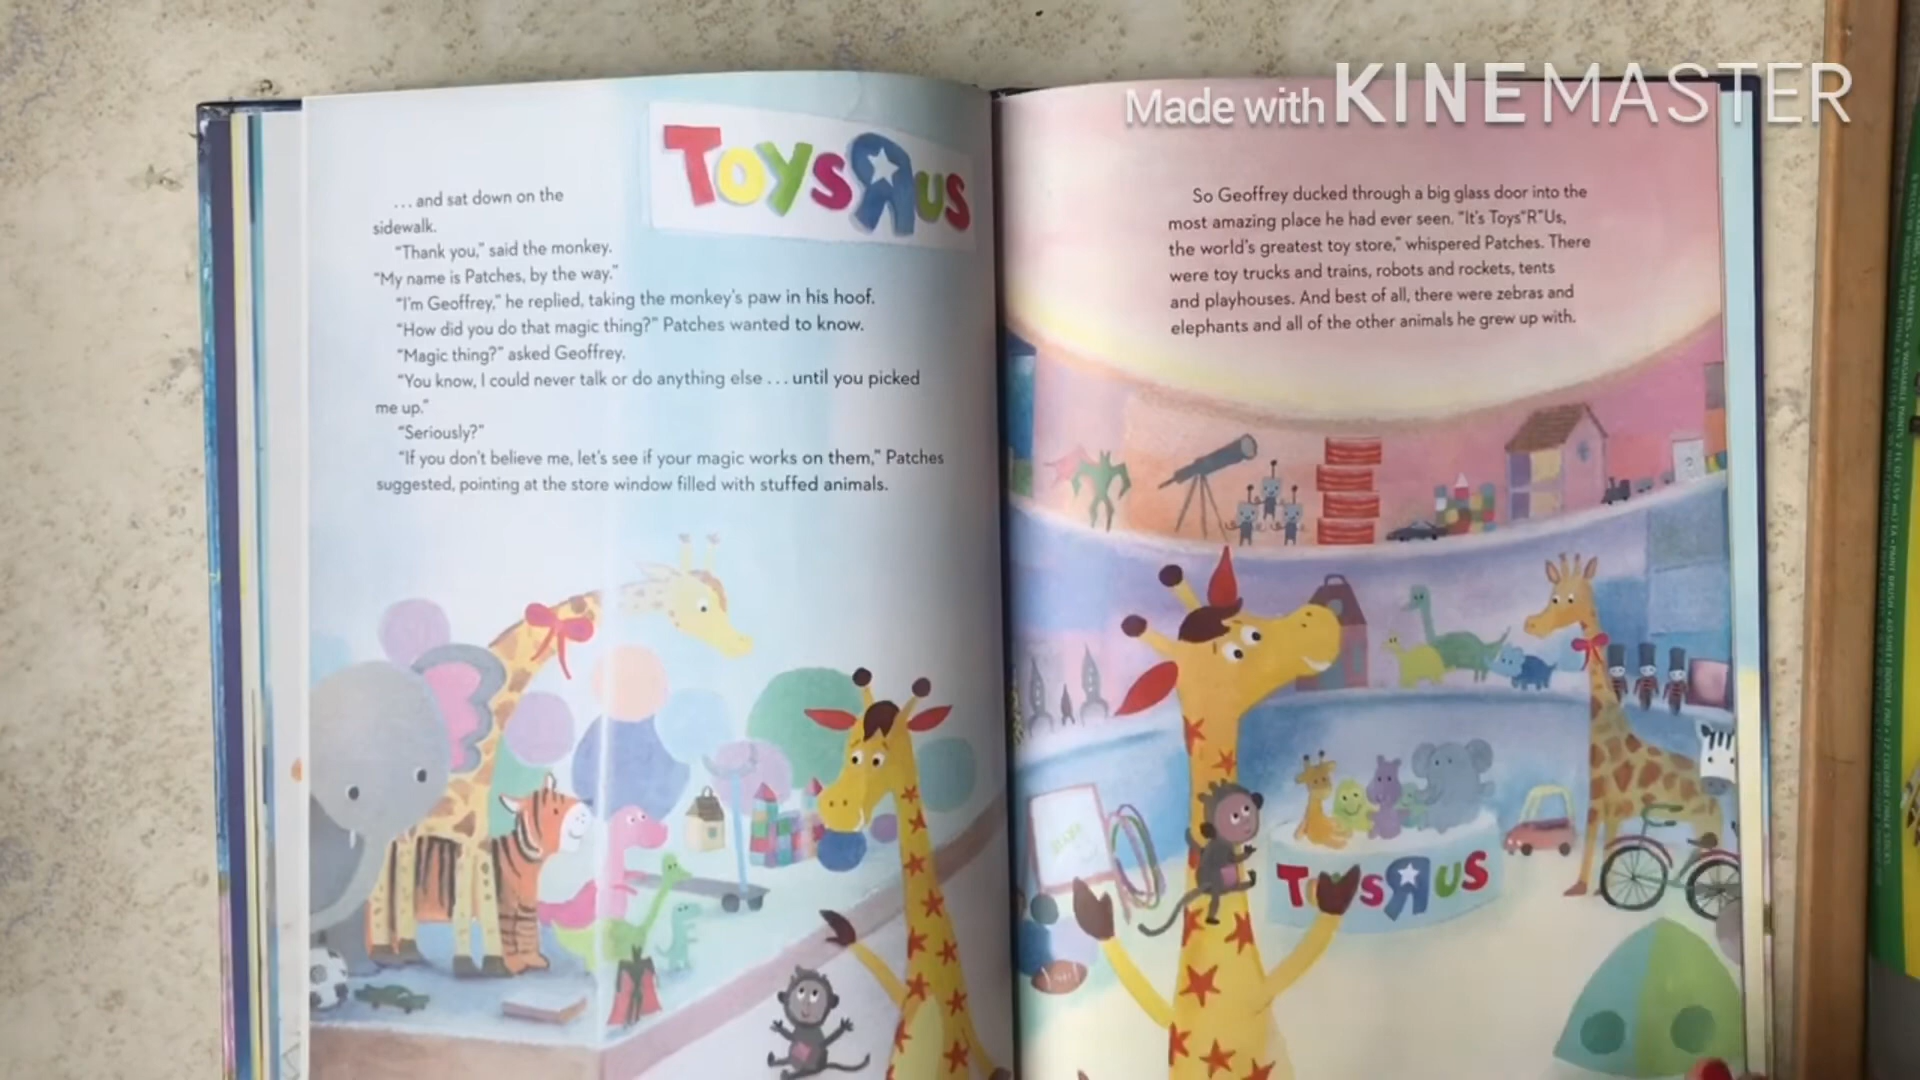 Made with KINEMASTER
TOYSRUS
...and sat down on the
sidewalk.
"Thank you," said the monkey.
"My name is Patches, by the way."
"I'm Geoffrey," he replied, taking the monkey's paw in his hoof.
"How did you do that magic thing?" Patches wanted to know.
"Magic thing?" asked Geoffrey.
"You know, I could never talk or do anything else ... until you picked
me up."
"Seriously?"
"If you don't believe me, let's see if your magic works on them," Patches
suggested, pointing at the store window filled with stuffed animals.
So Geoffrey ducked through a big glass door into the
most amazing place he had ever seen. "It's Toys"R"Us,
the world's greatest toy store," whispered Patches. There
were toy trucks and trains, robots and rockets, tents
and playhouses. And best of all, there were zebras and
elephants and all of the other animals he grew up with.
TOYSRUS